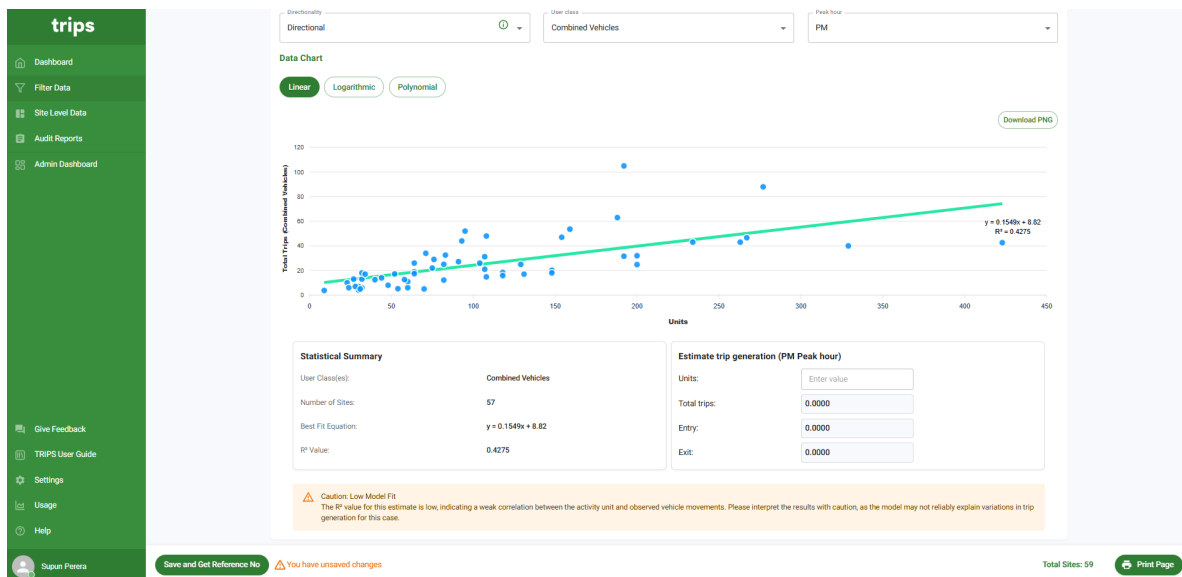 trips
Dashboard
Filter Data
Site Level Data
Audit Reports
Admin Dashboard
Give Feedback
TRIPS User Guide
Settings
Usage
Help
Supun Perera
Directionality
Directional
User class
Combined Vehicles
Peak hour
PM
Data Chart
Linear
Logarithmic
Polynomial
Download PNG
Total Trips (Combined Vehicles)
120
100
80
60
40
20
0
0 50 100 150 200 250 300 350 400 450
Units
y = 0.1549x + 8.82
R² = 0.4275
Statistical Summary
User Class(es): Combined Vehicles
Number of Sites: 57
Best Fit Equation: y = 0.1549x + 8.82
R² Value: 0.4275
Estimate trip generation (PM Peak hour)
Units: Enter value
Total trips: 0.0000
Entry: 0.0000
Exit: 0.0000
Caution: Low Model Fit
The R² value for this estimate is low, indicating a weak correlation between the activity unit and observed vehicle movements. Please interpret the results with caution, as the model may not reliably explain variations in trip
generation for this case.
Save and Get Reference No
You have unsaved changes
Total Sites: 59
Print Page